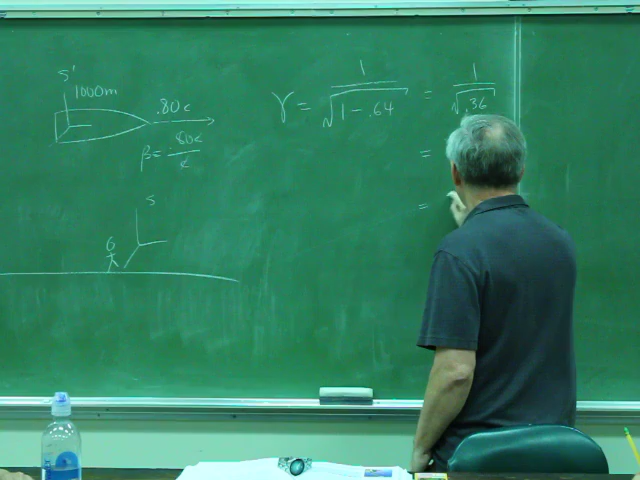 S'
1000m
.80c
β = .80c / c
S
γ = 1 / √1 - .64 = 1 / √.36
=
=